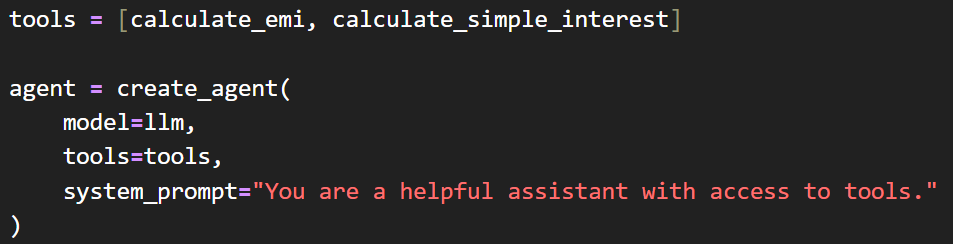 tools = [calculate_emi, calculate_simple_interest]
agent = create_agent(
    model=llm,
    tools=tools,
    system_prompt="You are a helpful assistant with access to tools."
)